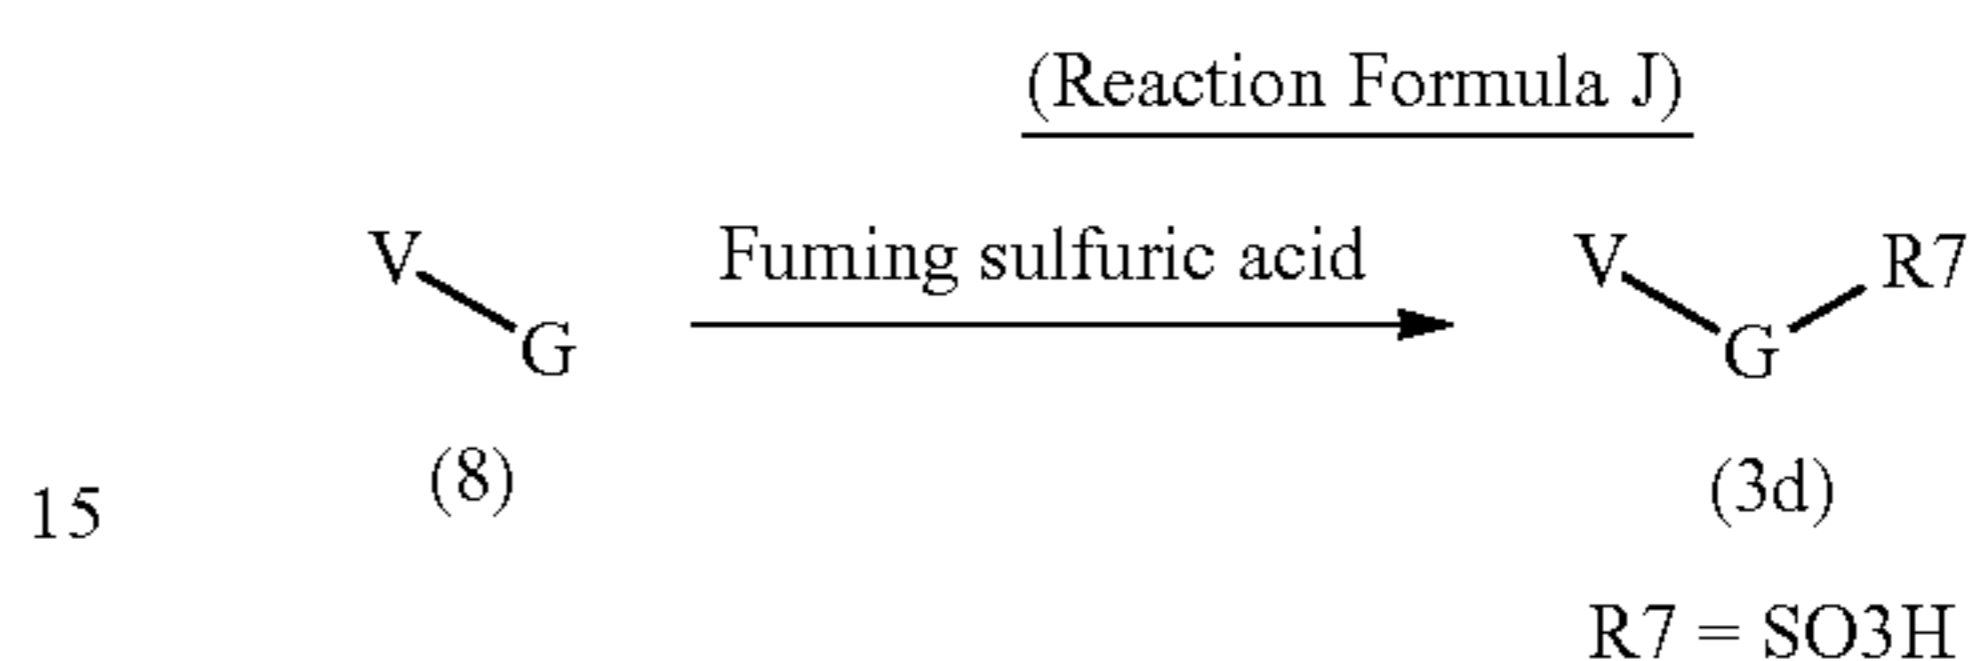 (Reaction Formula J)
V G Fuming sulfuric acid V G R7
(8) (3d)
15
R7 = SO3H